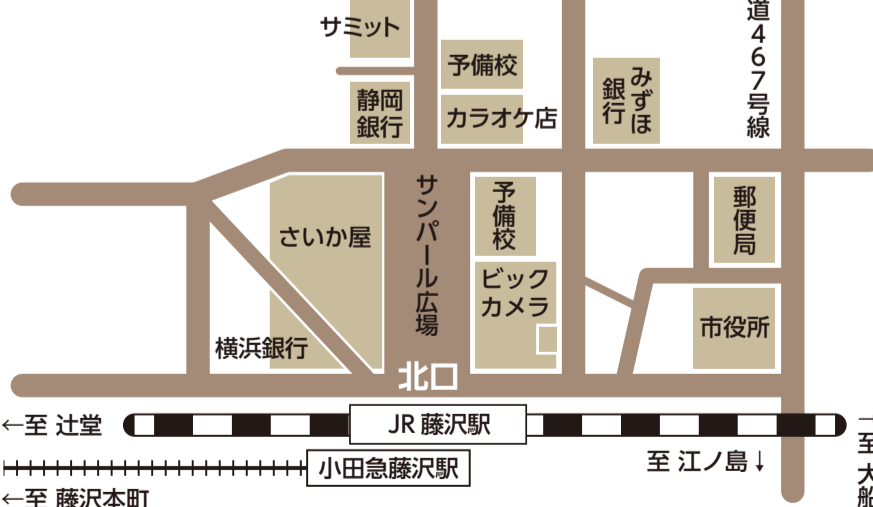 サミット
予備校
静岡
銀行
カラオケ店
みずほ
銀行
道467号線
さいか屋
サンパール広場
予備校
ビック
カメラ
郵便局
市役所
横浜銀行
北口
←至 辻堂
JR 藤沢駅
小田急藤沢駅
至 江ノ島↓
→至 大船
←至 藤沢本町